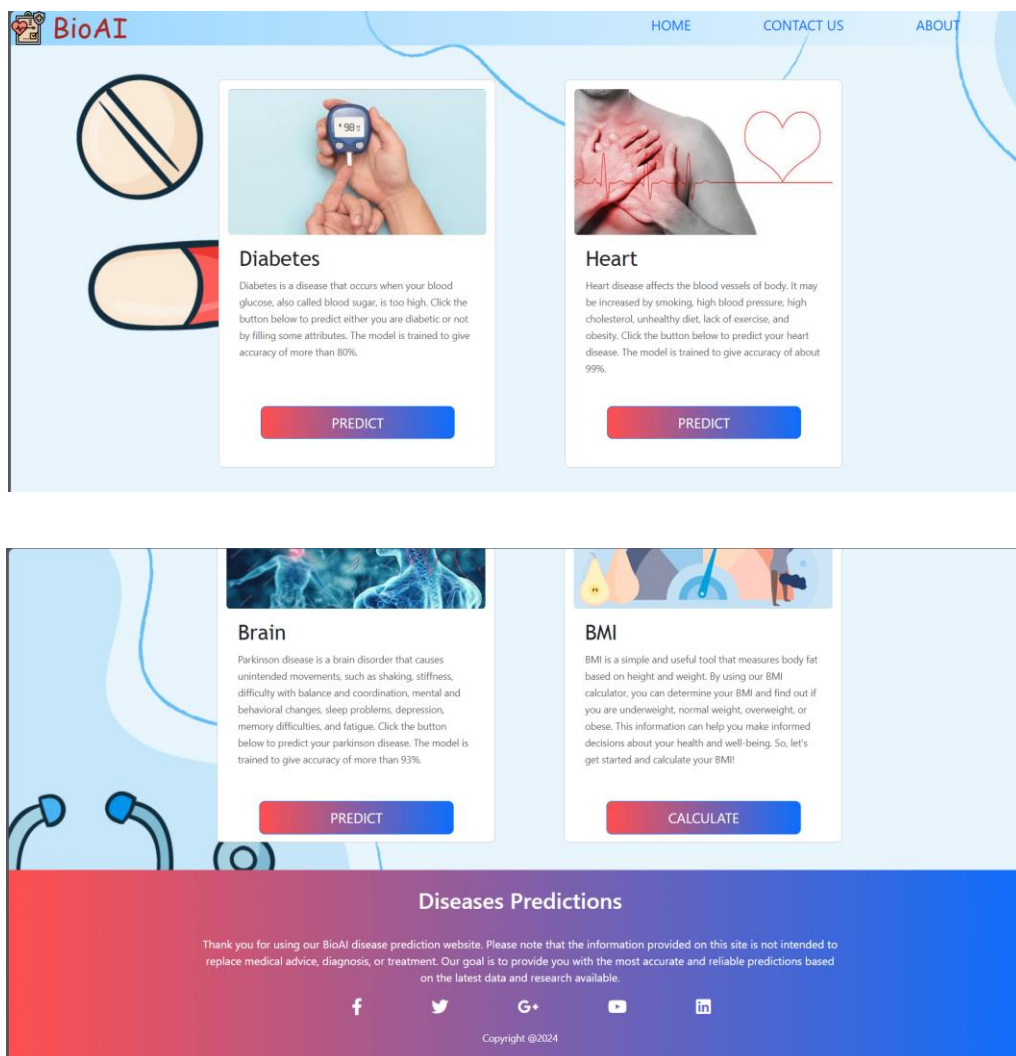 BioAI
HOME CONTACT US ABOUT
98
Diabetes
Diabetes is a disease that occurs when your blood
glucose, also called blood sugar, is too high. Click the
button below to predict either you are diabetic or not
by filling some attributes. The model is trained to give
accuracy of more than 80%.
PREDICT
Heart
Heart disease affects the blood vessels of body. It may
be increased by smoking, high blood pressure, high
cholesterol, unhealthy diet, lack of exercise, and
obesity. Click the button below to predict your heart
disease. The model is trained to give accuracy of about
99%.
PREDICT
Brain
Parkinson disease is a brain disorder that causes
unintended movements, such as shaking, stiffness,
difficulty with balance and coordination, mental and
behavioral changes, sleep problems, depression,
memory difficulties, and fatigue. Click the button
below to predict your parkinson disease. The model is
trained to give accuracy of more than 93%.
PREDICT
BMI
BMI is a simple and useful tool that measures body fat
based on height and weight. By using our BMI
calculator, you can determine your BMI and find out if
you are underweight, normal weight, overweight, or
obese. This information can help you make informed
decisions about your health and well-being. So, let's
get started and calculate your BMI!
CALCULATE
Diseases Predictions
Thank you for using our BioAI disease prediction website. Please note that the information provided on this site is not intended to
replace medical advice, diagnosis, or treatment. Our goal is to provide you with the most accurate and reliable predictions based
on the latest data and research available.
Copyright @2024